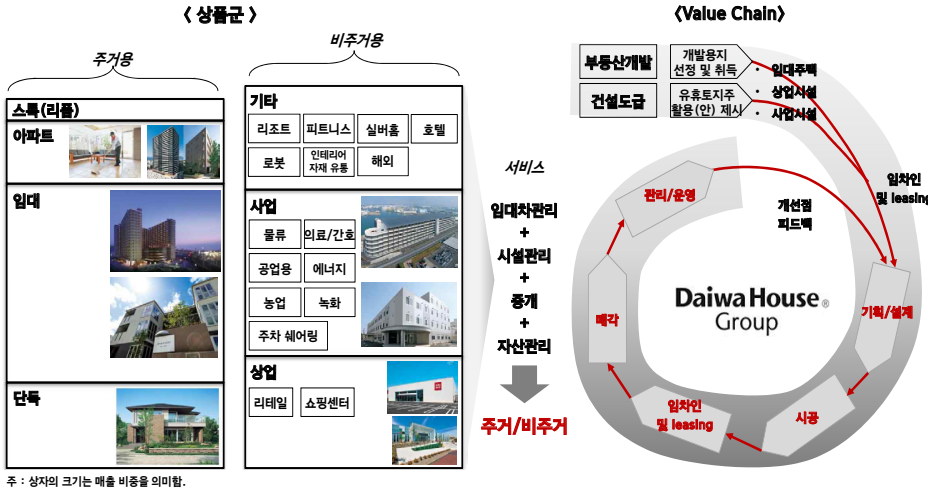 < 상품군 >
주거용
스톡(리폼)
아파트
임대
단독
비주거용
기타
리조트
피트니스
실버홈
호텔
로봇
인테리어
자재 유통
해외
사업
물류
의료/간호
공업용
에너지
농업
녹화
주차 쉐어링
상업
리테일
쇼핑센터
서비스
임대차관리
+
시설관리
+
중개
+
자산관리
주거/비주거
<Value Chain>
부동산개발
개발용지
선정 및 취득
건설도급
유휴토지주
활용(안) 제시
• 임대주택
• 상업시설
• 사업시설
임차인
및 leasing
관리/운영
개선점
피드백
매각
Daiwa House®
Group
기획/설계
임차인
및 leasing
시공
주 : 상자의 크기는 매출 비중을 의미함.